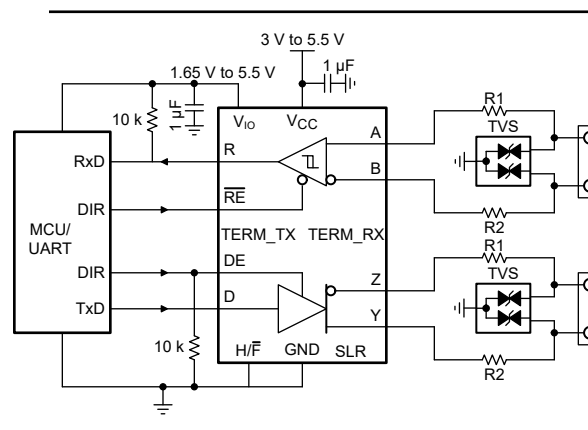 3 V to 5.5 V
1 µF
1.65 V to 5.5 V
10 k
1 µF
VIO
VCC
R1
TVS
A
R
RxD
B
DIR
RE
R2
MCU/
UART
TERM_TX
TERM_RX
R1
TVS
DIR
DE
Z
TxD
D
Y
10 k
H/F
GND
SLR
R2